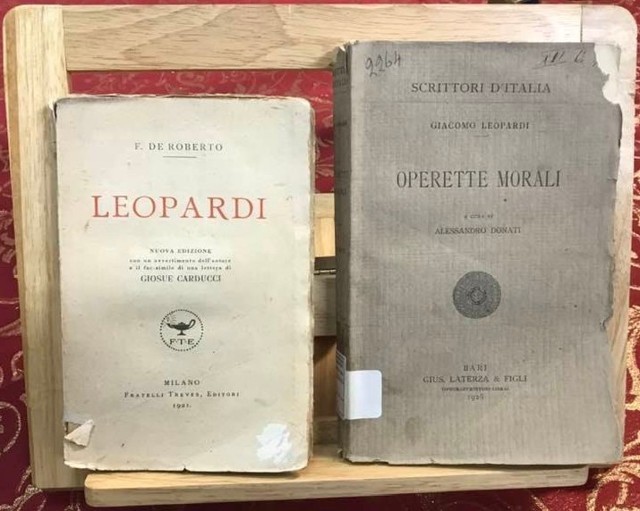 F. DE ROBERTO
LEOPARDI
NUOVA EDIZIONE
con un avvertimento dell'autore
e il fac-simile di una lettera di
GIOSUE CARDUCCI
F·T·E
MILANO
FRATELLI TREVES, EDITORI
1921.
2264
SCRITTORI D'ITALIA
GIACOMO LEOPARDI
OPERETTE MORALI
A CURA DI
ALESSANDRO DONATI
BARI
GIUS. LATERZA & FIGLI
1928